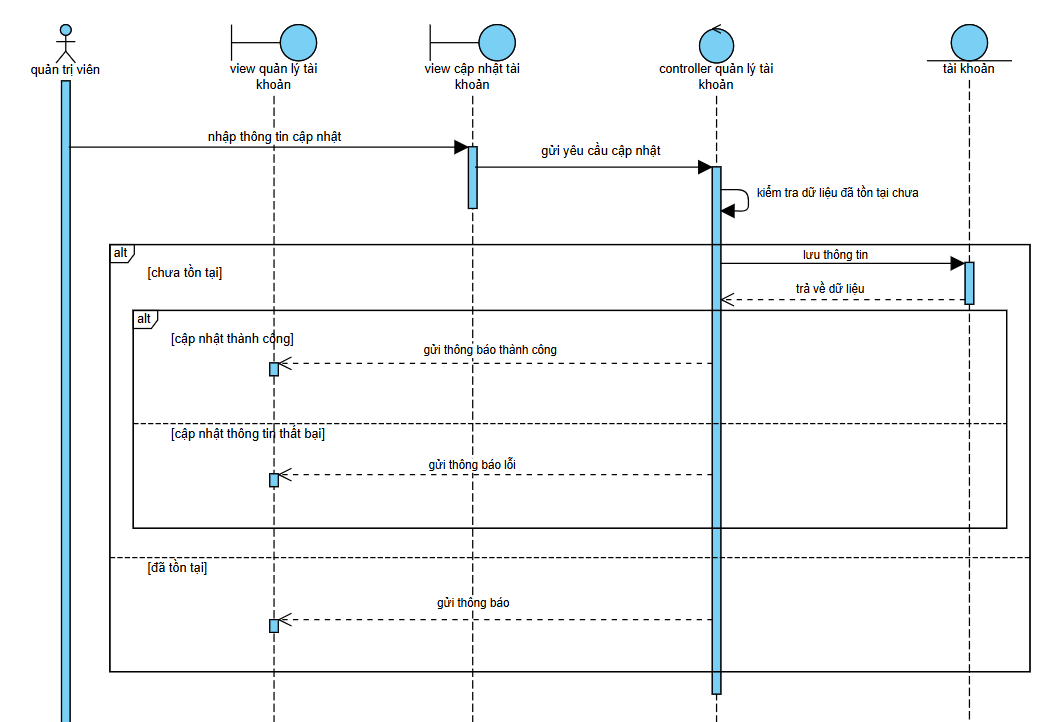 quản trị viên
view quản lý tài
khoản
view cập nhật tài
khoản
controller quản lý tài
khoản
tài khoản
nhập thông tin cập nhật
gửi yêu cầu cập nhật
kiểm tra dữ liệu đã tồn tại chưa
alt
[chưa tồn tại]
lưu thông tin
trả về dữ liệu
alt
[cập nhật thành công]
gửi thông báo thành công
[cập nhật thông tin thất bại]
gửi thông báo lỗi
[đã tồn tại]
gửi thông báo